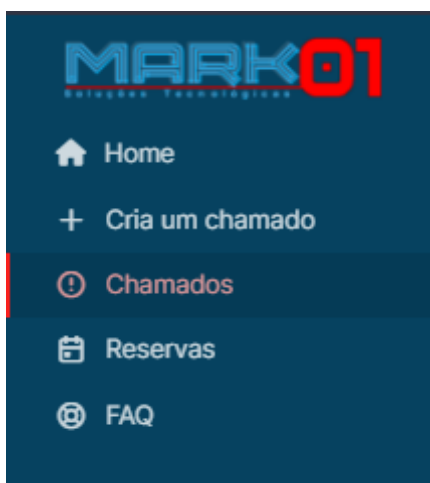 MARK01
Soluções Tecnológicas
Home
Cria um chamado
Chamados
Reservas
FAQ